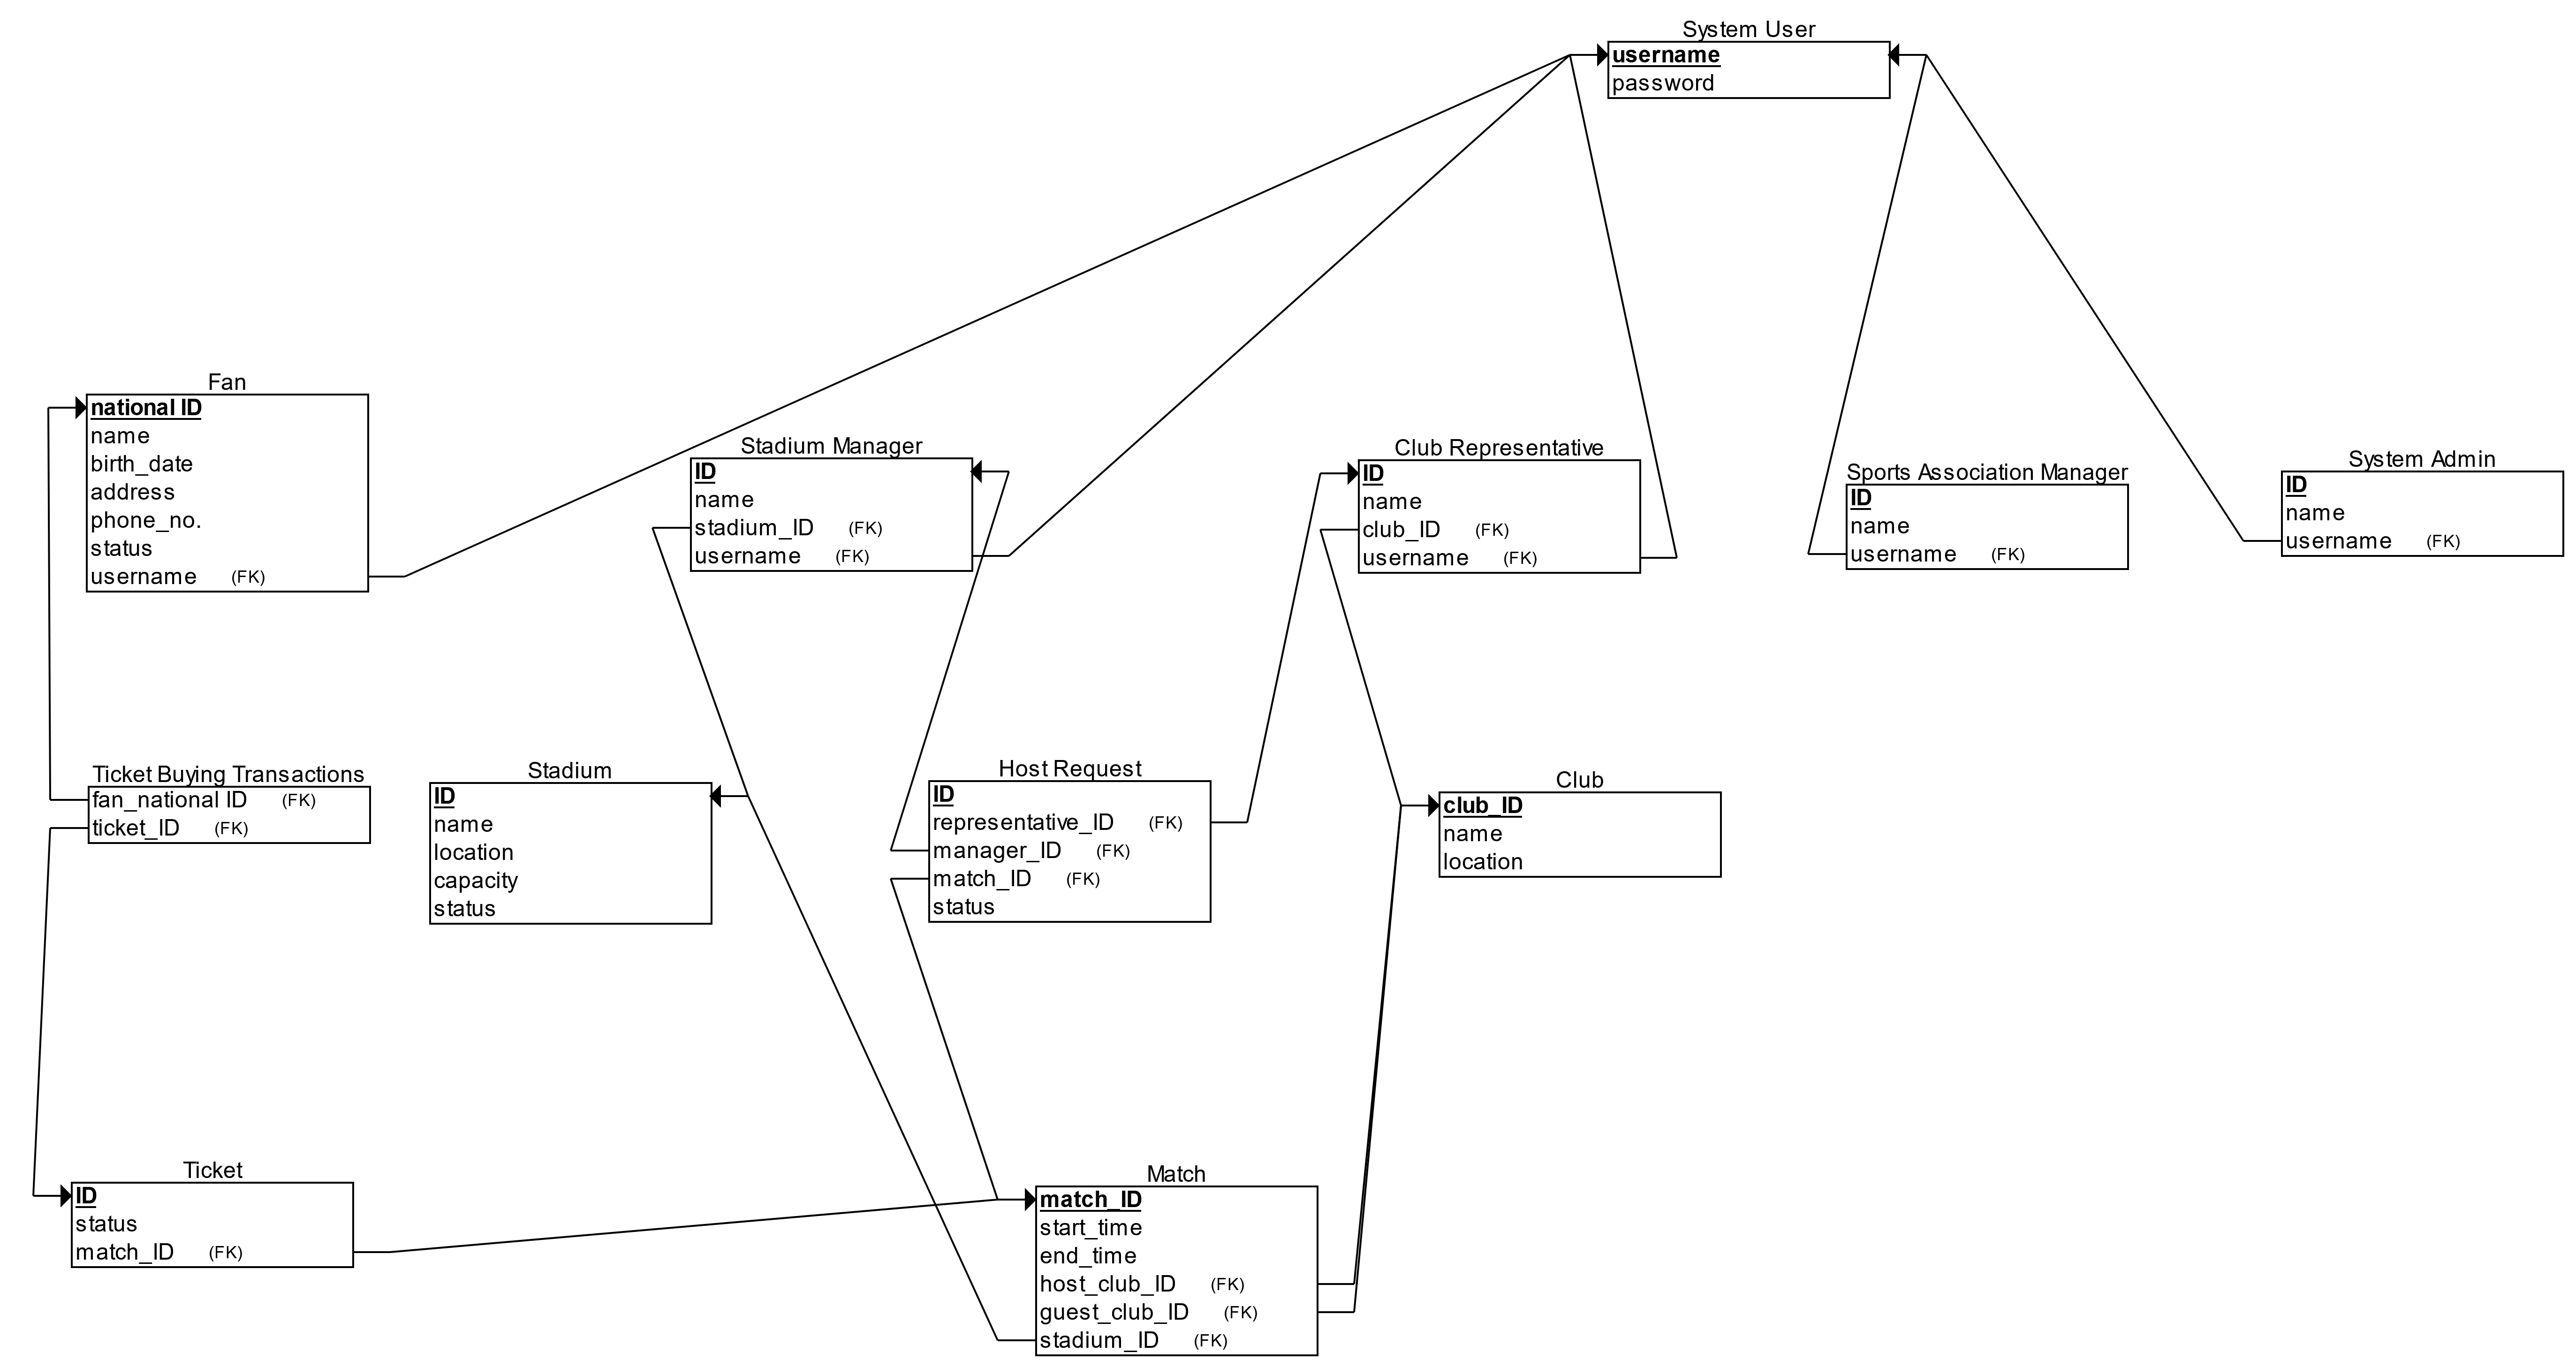 System User
username
password
Fan
national ID
name
birth_date
address
phone_no.
status
username (FK)
Stadium Manager
ID
name
stadium_ID (FK)
username (FK)
Club Representative
ID
name
club_ID (FK)
username (FK)
Sports Association Manager
ID
name
username (FK)
System Admin
ID
name
username (FK)
Ticket Buying Transactions
fan_national ID (FK)
ticket_ID (FK)
Stadium
ID
name
location
capacity
status
Host Request
ID
representative_ID (FK)
manager_ID (FK)
match_ID (FK)
status
Club
club_ID
name
location
Ticket
ID
status
match_ID (FK)
Match
match_ID
start_time
end_time
host_club_ID (FK)
guest_club_ID (FK)
stadium_ID (FK)